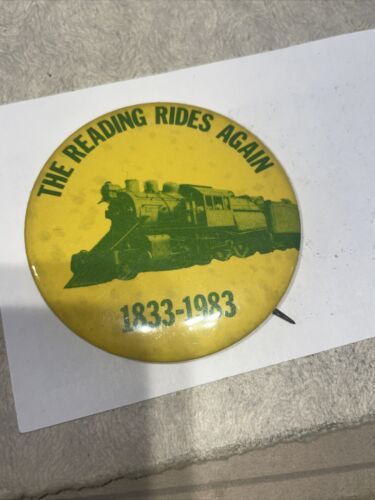 THE READING RIDES AGAIN
1833-1983